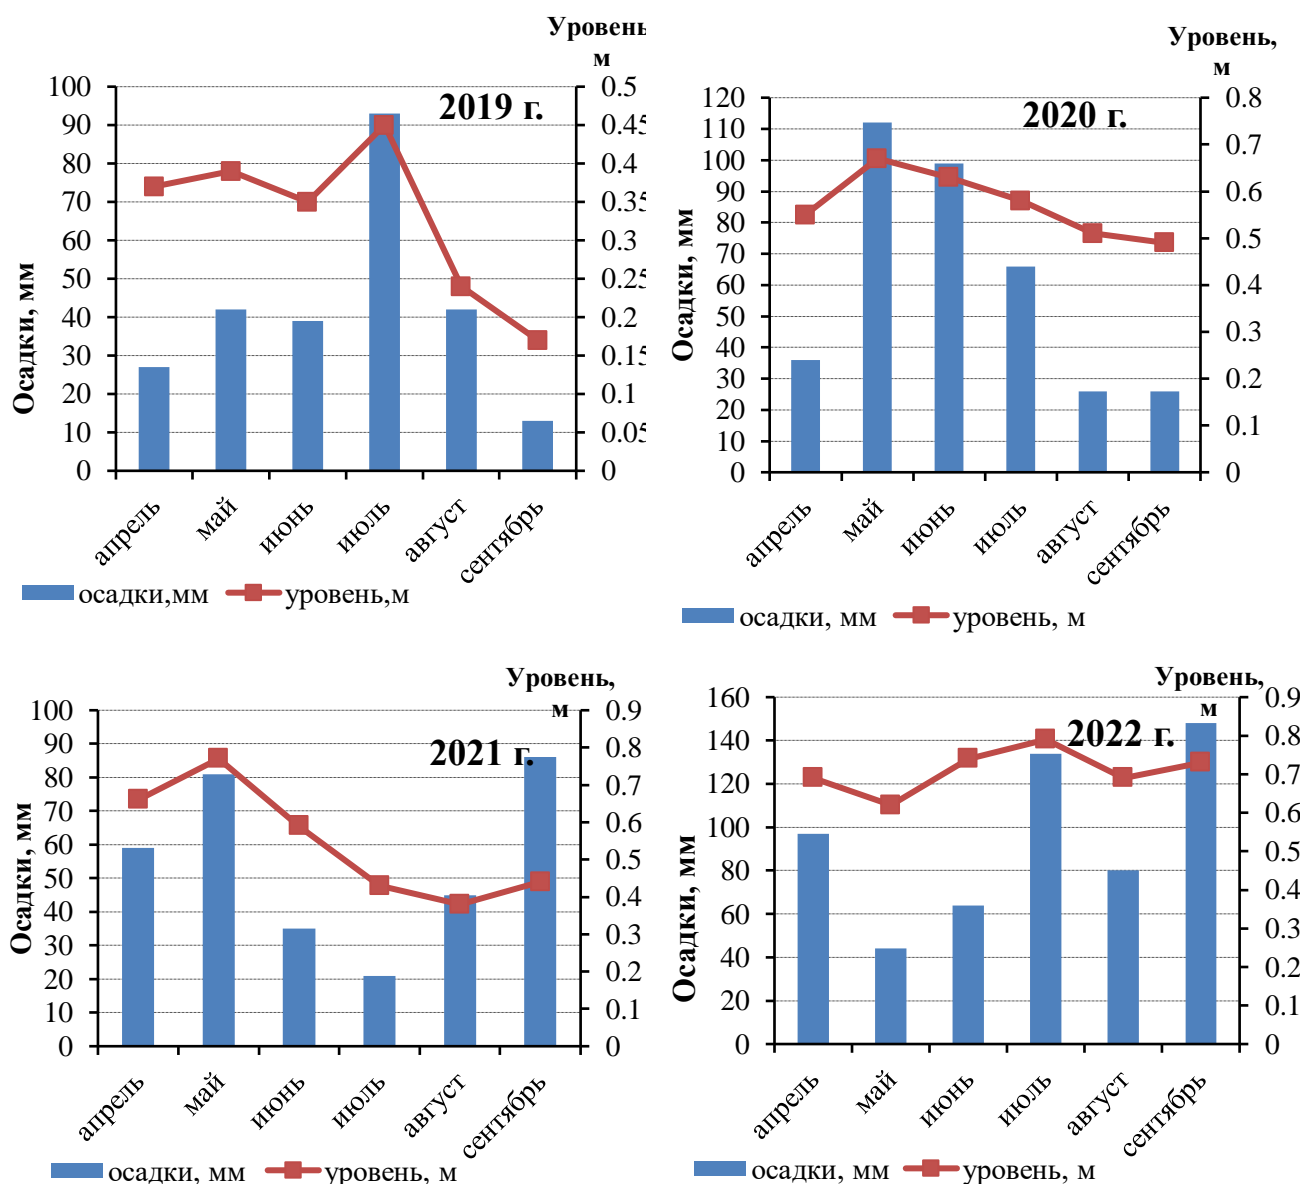 Уровень,
м
2019 г.
Осадки, мм
100
90
80
70
60
50
40
30
20
10
0
0.5
0.45
0.4
0.35
0.3
0.25
0.2
0.15
0.1
0.05
0
апрель
май
июнь
июль
август
сентябрь
осадки,мм
уровень,м
Уровень,
м
2020 г.
Осадки, мм
120
110
100
90
80
70
60
50
40
30
20
10
0
0.8
0.7
0.6
0.5
0.4
0.3
0.2
0.1
0
апрель
май
июнь
июль
август
сентябрь
осадки, мм
уровень, м
Уровень,
м
2021 г.
Осадки, мм
100
90
80
70
60
50
40
30
20
10
0
0.9
0.8
0.7
0.6
0.5
0.4
0.3
0.2
0.1
0
апрель
май
июнь
июль
август
сентябрь
осадки, мм
уровень, м
Уровень,
м
2022 г.
Осадки, мм
160
140
120
100
80
60
40
20
0
0.9
0.8
0.7
0.6
0.5
0.4
0.3
0.2
0.1
0
апрель
май
июнь
июль
август
сентябрь
осадки, мм
уровень, м